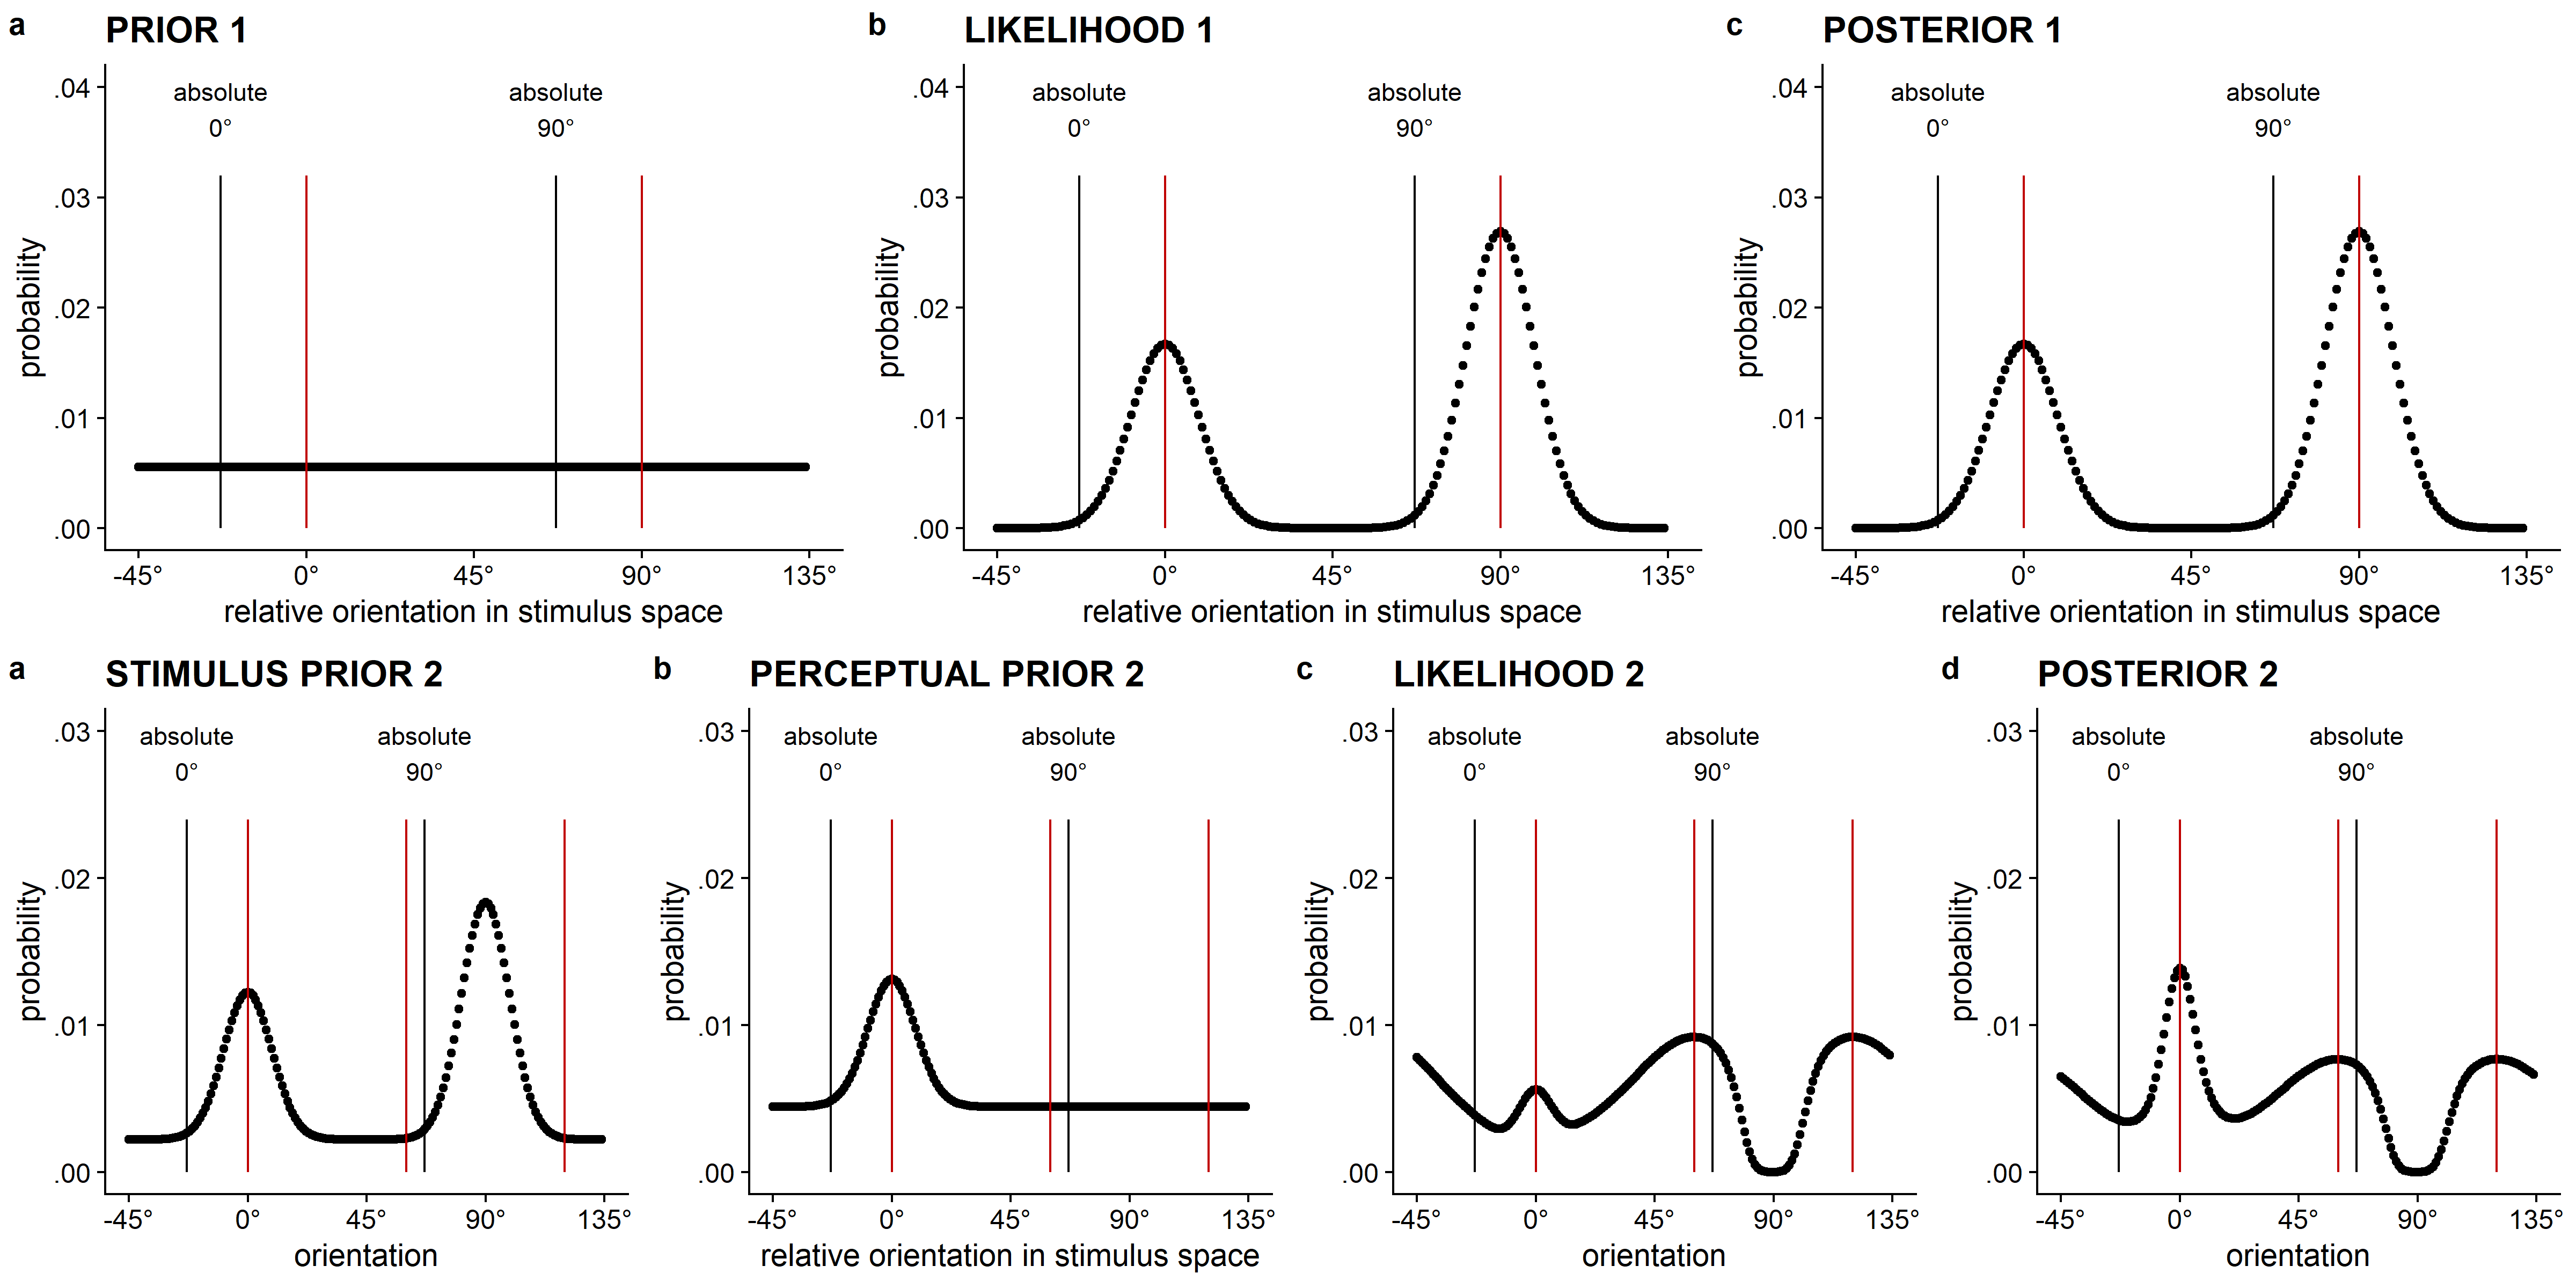 a PRIOR 1
.04
.03
.02
.01
.00
probability
absolute
0°
absolute
90°
-45° 0° 45° 90° 135°
relative orientation in stimulus space
b LIKELIHOOD 1
.04
.03
.02
.01
.00
probability
absolute
0°
absolute
90°
-45° 0° 45° 90° 135°
relative orientation in stimulus space
c POSTERIOR 1
.04
.03
.02
.01
.00
probability
absolute
0°
absolute
90°
-45° 0° 45° 90° 135°
relative orientation in stimulus space
a STIMULUS PRIOR 2
.03
.02
.01
.00
probability
absolute
0°
absolute
90°
-45° 0° 45° 90° 135°
orientation
b PERCEPTUAL PRIOR 2
.03
.02
.01
.00
probability
absolute
0°
absolute
90°
-45° 0° 45° 90° 135°
relative orientation in stimulus space
c LIKELIHOOD 2
.03
.02
.01
.00
probability
absolute
0°
absolute
90°
-45° 0° 45° 90° 135°
orientation
d POSTERIOR 2
.03
.02
.01
.00
probability
absolute
0°
absolute
90°
-45° 0° 45° 90° 135°
orientation